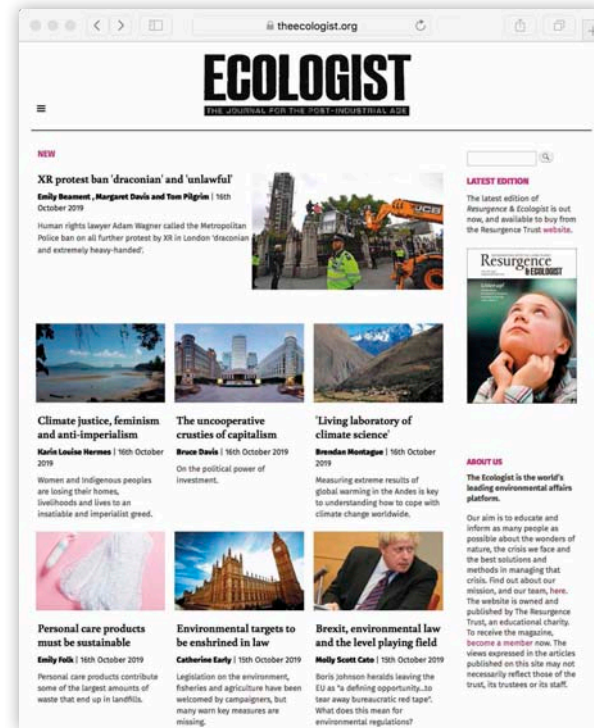 theecologist.org
ECOLOGIST
THE JOURNAL FOR THE POST-INDUSTRIAL AGE
NEW
XR protest ban 'draconian' and 'unlawful'
Emily Beament , Margaret Davis and Tom Pilgrim | 16th
October 2019
Human rights lawyer Adam Wagner called the Metropolitan
Police ban on all further protest by XR in London 'draconian
and extremely heavy-handed'.
JCB
Climate justice, feminism
and anti-imperialism
Karin Louise Hermes | 16th October
2019
Women and Indigenous peoples
are losing their homes,
livelihoods and lives to an
insatiable and imperialist greed.
The uncooperative
crusties of capitalism
Bruce Davis | 16th October 2019
On the political power of
investment.
'Living laboratory of
climate science'
Brendan Montague | 16th October
2019
Measuring extreme results of
global warming in the Andes is key
to understanding how to cope with
climate change worldwide.
Personal care products
must be sustainable
Emily Folk | 16th October 2019
Personal care products contribute
some of the largest amounts of
waste that end up in landfills.
Environmental targets to
be enshrined in law
Catherine Early | 15th October 2019
Legislation on the environment,
fisheries and agriculture have been
welcomed by campaigners, but
many warn key measures are
missing.
Brexit, environmental law
and the level playing field
Molly Scott Cato | 15th October 2019
Boris Johnson heralds leaving the
EU as "a defining opportunity...to
tear away bureaucratic red tape".
What does this mean for
environmental regulations?
LATEST EDITION
The latest edition of
Resurgence & Ecologist is out
now, and available to buy from
the Resurgence Trust website.
Resurgence
& ECOLOGIST
Listen up!
ABOUT US
The Ecologist is the world's
leading environmental affairs
platform.
Our aim is to educate and
inform as many people as
possible about the wonders of
nature, the crisis we face and
the best solutions and
methods in managing that
crisis. Find out about our
mission, and our team, here.
The website is owned and
published by The Resurgence
Trust, an educational charity.
To receive the magazine,
become a member now. The
views expressed in the articles
published on this site may not
necessarily reflect those of the
trust, its trustees or its staff.